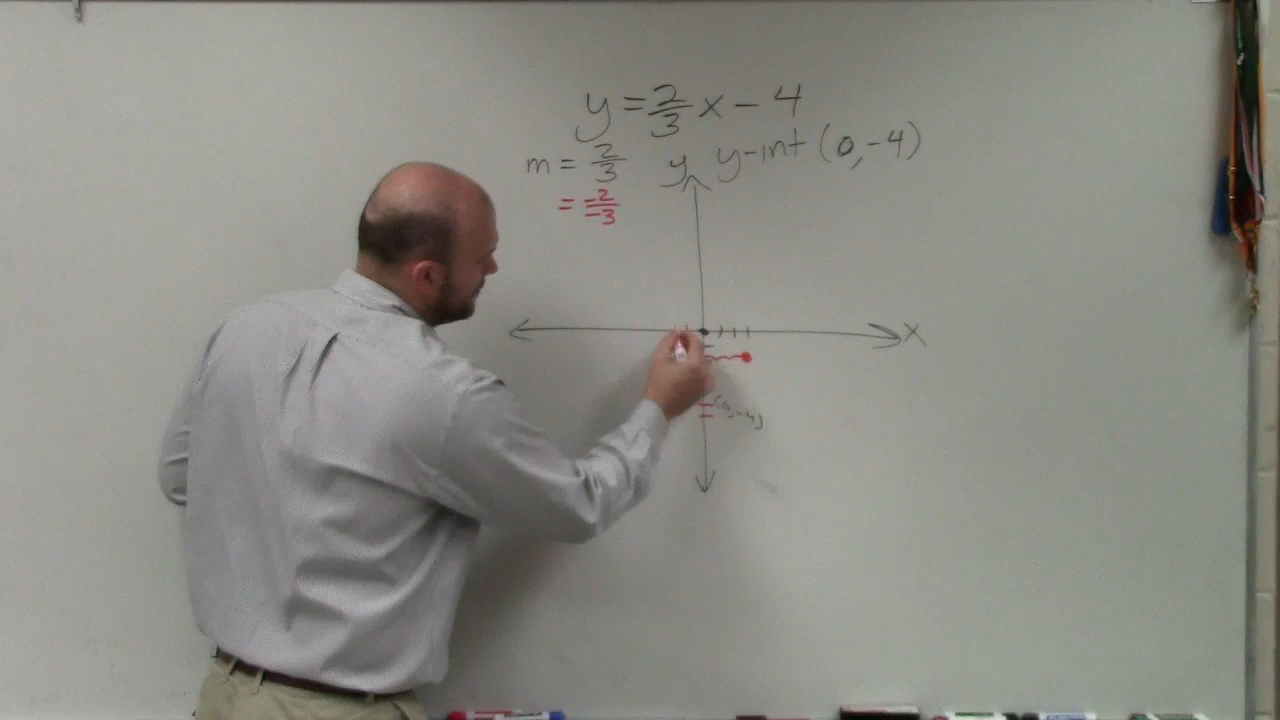 y = 2/3 x - 4
m = 2/3 y y-int (0, -4)
= -2/-3
x